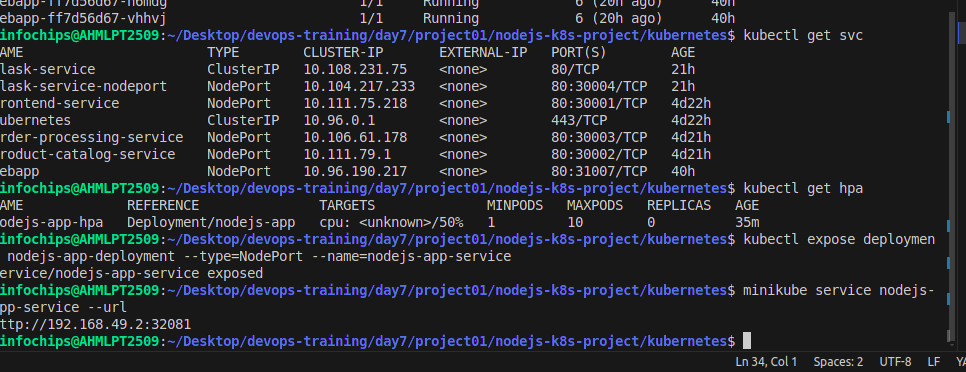 ebapp-ff7d56d67-n6mdg 1/1 Running 6 (20h ago) 40h
ebapp-ff7d56d67-vhhvj 1/1 Running 6 (20h ago) 40h
infochips@AHMLPT2509:~/Desktop/devops-training/day7/project01/nodejs-k8s-project/kubernetes$ kubectl get svc
AME TYPE CLUSTER-IP EXTERNAL-IP PORT(S) AGE
lask-service ClusterIP 10.108.231.75 <none> 80/TCP 21h
lask-service-nodeport NodePort 10.104.217.233 <none> 80:30004/TCP 21h
rontend-service NodePort 10.111.75.218 <none> 80:30001/TCP 4d22h
ubernetes ClusterIP 10.96.0.1 <none> 443/TCP 4d22h
rder-processing-service NodePort 10.106.61.178 <none> 80:30003/TCP 4d21h
roduct-catalog-service NodePort 10.111.79.1 <none> 80:30002/TCP 4d21h
ebapp NodePort 10.96.190.217 <none> 80:31007/TCP 40h
infochips@AHMLPT2509:~/Desktop/devops-training/day7/project01/nodejs-k8s-project/kubernetes$ kubectl get hpa
AME REFERENCE TARGETS MINPODS MAXPODS REPLICAS AGE
odejs-app-hpa Deployment/nodejs-app cpu: <unknown>/50% 1 10 0 35m
infochips@AHMLPT2509:~/Desktop/devops-training/day7/project01/nodejs-k8s-project/kubernetes$ kubectl expose deploymen
nodejs-app-deployment --type=NodePort --name=nodejs-app-service
ervice/nodejs-app-service exposed
infochips@AHMLPT2509:~/Desktop/devops-training/day7/project01/nodejs-k8s-project/kubernetes$ minikube service nodejs-
pp-service --url
ttp://192.168.49.2:32081
infochips@AHMLPT2509:~/Desktop/devops-training/day7/project01/nodejs-k8s-project/kubernetes$
Ln 34, Col 1 Spaces: 2 UTF-8 LF YA